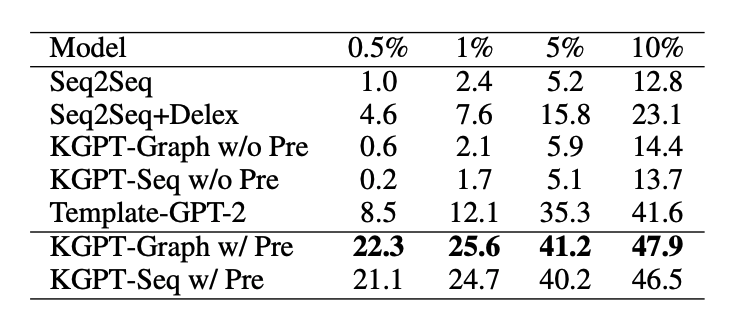 Model 0.5% 1% 5% 10%
Seq2Seq 1.0 2.4 5.2 12.8
Seq2Seq+Delex 4.6 7.6 15.8 23.1
KGPT-Graph w/o Pre 0.6 2.1 5.9 14.4
KGPT-Seq w/o Pre 0.2 1.7 5.1 13.7
Template-GPT-2 8.5 12.1 35.3 41.6
KGPT-Graph w/ Pre 22.3 25.6 41.2 47.9
KGPT-Seq w/ Pre 21.1 24.7 40.2 46.5